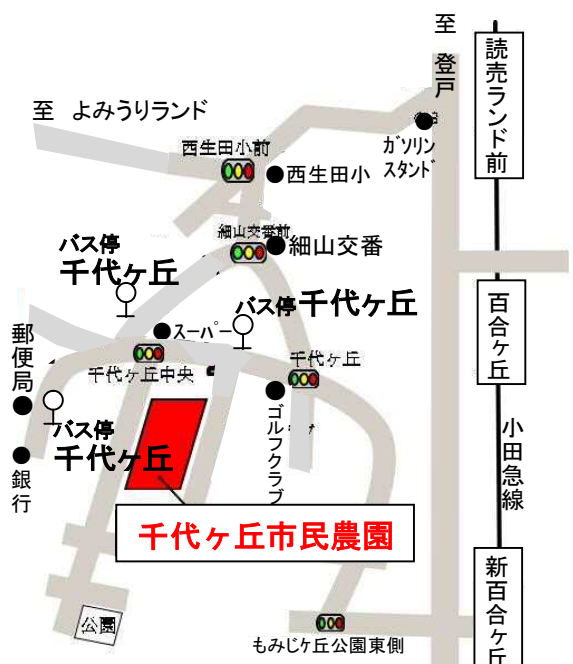 至 登戸
読売ランド前
至 よみうりランド
ガソリン
スタンド
西生田小前
西生田小
細山交番前
細山交番
バス停
千代ヶ丘
バス停 千代ヶ丘
百合ヶ丘
スーパー
郵便局
千代ヶ丘中央
千代ヶ丘
バス停
千代ヶ丘
ゴルフクラブ
小田急線
銀行
千代ヶ丘市民農園
新百合ヶ丘
公園
もみじヶ丘公園東側